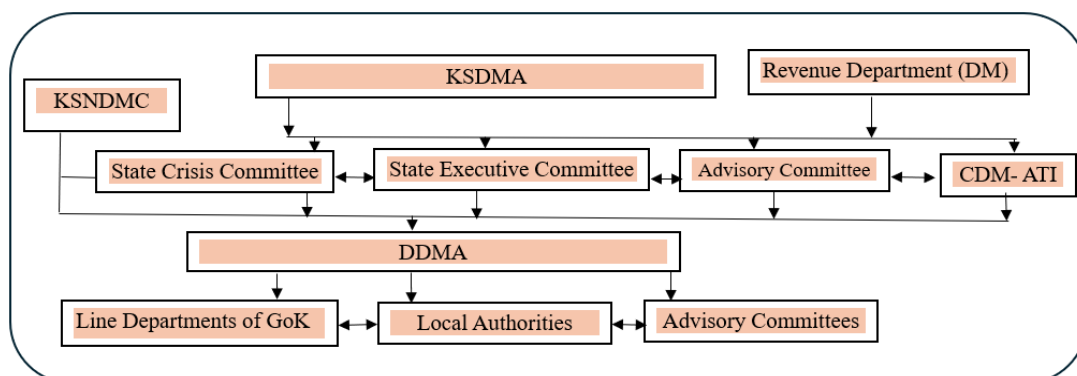 KSDMA
Revenue Department (DM)
KSNDMC
State Crisis Committee
State Executive Committee
Advisory Committee
CDM- ATI
DDMA
Line Departments of GoK
Local Authorities
Advisory Committees